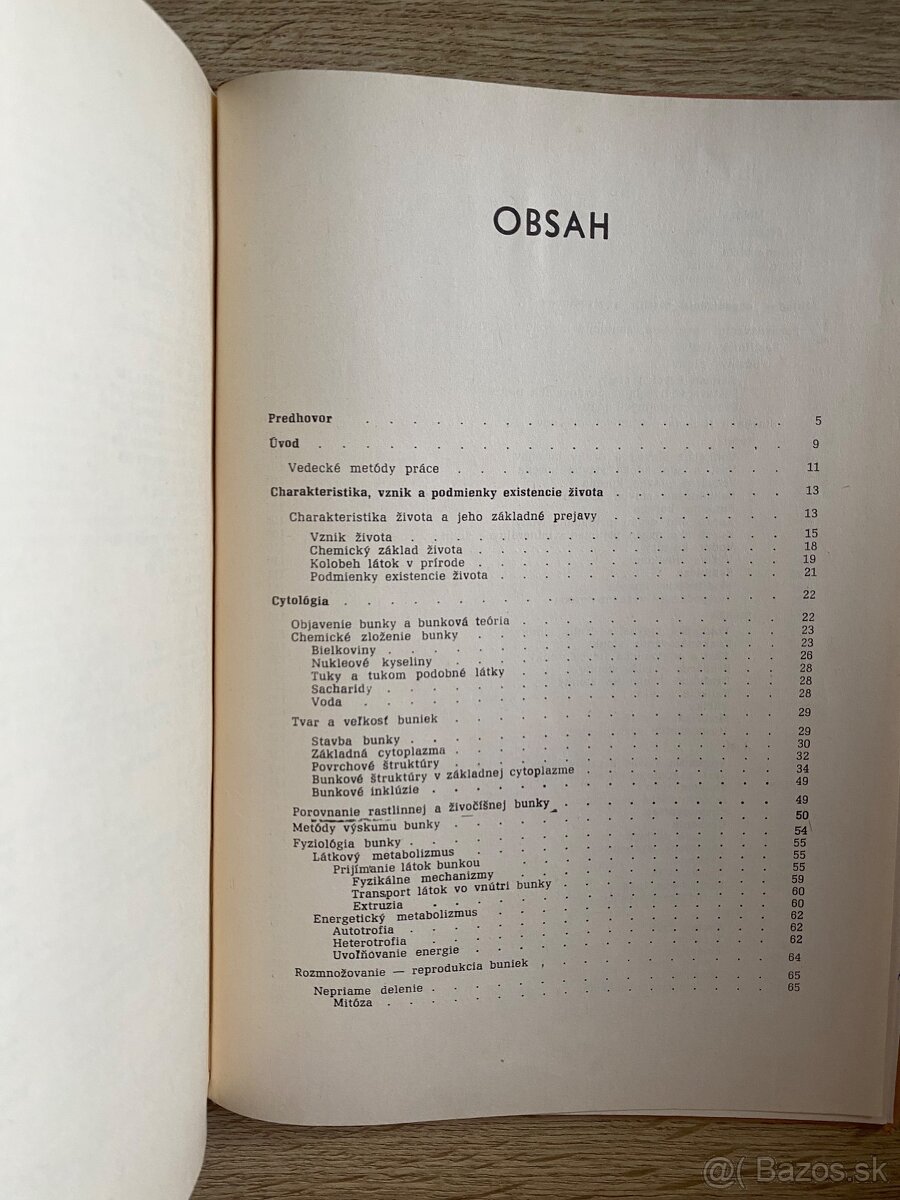 OBSAH
Predhovor . . . . . . . . . . . . . . . . . 5
Úvod . . . . . . . . . . . . . . . . . 9
Vedecké metódy práce . . . . . . . . . . . . 11
Charakteristika, vznik a podmienky existencie života . . . . . . . 13
Charakteristika života a jeho základné prejavy . . . . . . . 13
Vznik života . . . . . . . . . . . . . 15
Chemický základ života . . . . . . . . . . . 18
Kolobeh látok v prírode . . . . . . . . . . . 19
Podmienky existencie života . . . . . . . . . . 21
Cytológia . . . . . . . . . . . . . . . . 22
Objavenie bunky a bunková teória . . . . . . . . . 22
Chemické zloženie bunky . . . . . . . . . . . 23
Bielkoviny . . . . . . . . . . . . . . 23
Nukleové kyseliny . . . . . . . . . . . . 26
Tuky a tukom podobné látky . . . . . . . . . 28
Sacharidy . . . . . . . . . . . . . . 28
Voda . . . . . . . . . . . . . . . 28
Tvar a veľkosť buniek . . . . . . . . . . . . 29
Stavba bunky . . . . . . . . . . . . . 29
Základná cytoplazma . . . . . . . . . . . 30
Povrchové štruktúry . . . . . . . . . . . 32
Bunkové štruktúry v základnej cytoplazme . . . . . . . 34
Bunkové inklúzie . . . . . . . . . . . . 49
Porovnanie rastlinnej a živočíšnej bunky . . . . . . . . 49
Metódy výskumu bunky . . . . . . . . . . . 50
Fyziológia bunky . . . . . . . . . . . . . 54
Látkový metabolizmus . . . . . . . . . . . 55
Prijímanie látok bunkou . . . . . . . . . . 55
Fyzikálne mechanizmy . . . . . . . . . 55
Transport látok vo vnútri bunky . . . . . . . 59
Extruzia . . . . . . . . . . . . 60
Energetický metabolizmus . . . . . . . . . . 60
Autotrofia . . . . . . . . . . . . . 62
Heterotrofia . . . . . . . . . . . . 62
Uvoľňovanie energie . . . . . . . . . . 62
Rozmnožovanie — reprodukcia buniek . . . . . . . . 64
Nepriame delenie . . . . . . . . . . . . 65
Mitóza . . . . . . . . . . . . . . 65
@( Bazos.sk